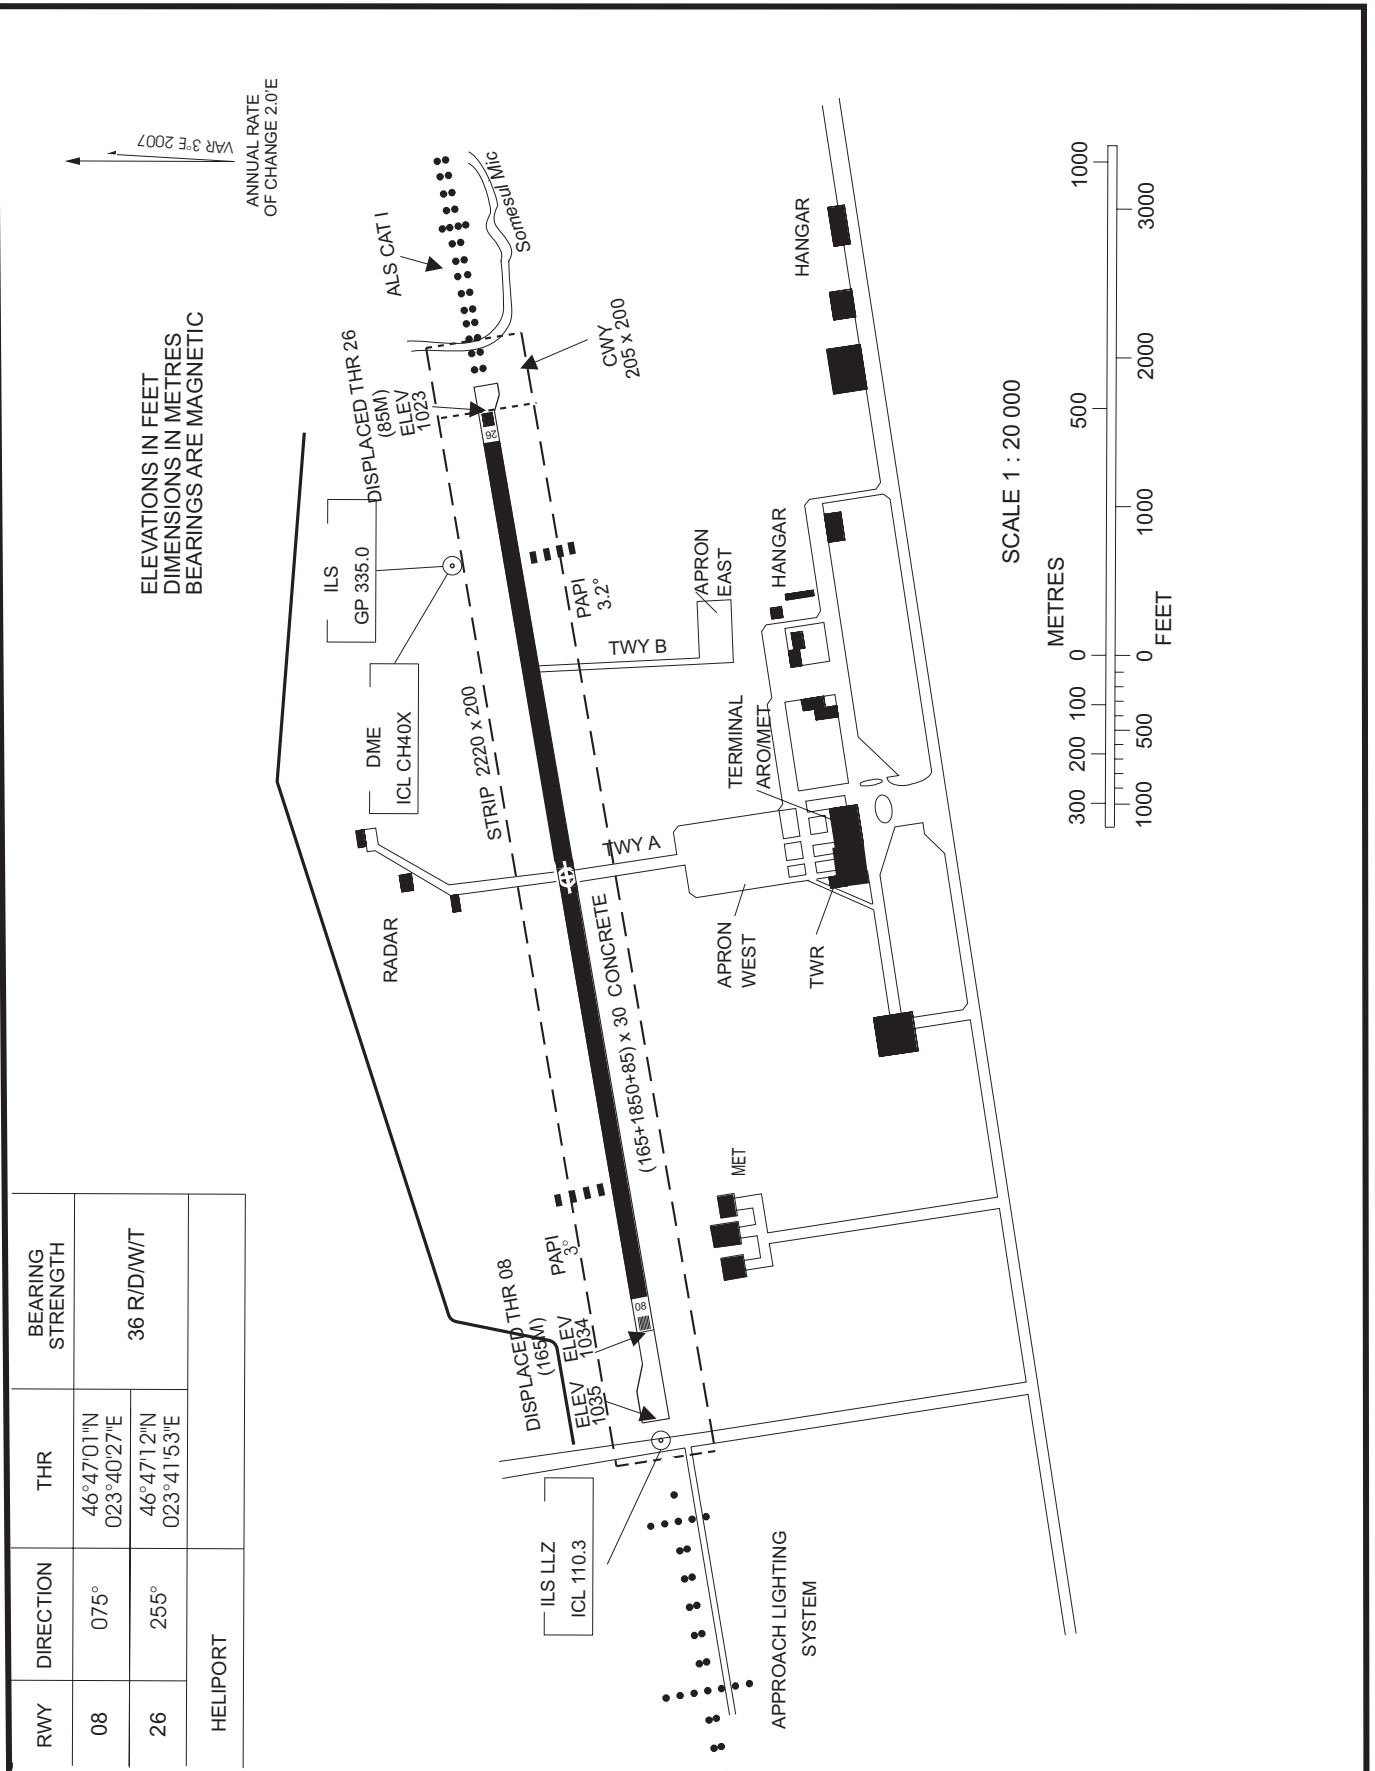 RWY
DIRECTION
THR
BEARING
STRENGTH
08
075°
46°47'01"N
023°40'27"E
36 R/D/W/T
26
255°
46°47'12"N
023°41'53"E
HELIPORT
ELEVATIONS IN FEET
DIMENSIONS IN METRES
BEARINGS ARE MAGNETIC
VAR 3°E 2007
ANNUAL RATE
OF CHANGE 2.0'E
ILS
GP 335.0
DME
ICL CH40X
RADAR
STRIP 2220 x 200
DISPLACED THR 26
(85M)
ELEV
1023
ALS CAT I
Somesul Mic
CWY
205 x 200
26
PAPI
3.2°
TWY B
APRON
EAST
TWY A
(165+1850+85) x 30 CONCRETE
PAPI
3°
DISPLACED THR 08
(165M)
ELEV
1034
ELEV
1035
08
ILS LLZ
ICL 110.3
APPROACH LIGHTING
SYSTEM
MET
APRON
WEST
TWR
TERMINAL
ARO/MET
HANGAR
HANGAR
SCALE 1 : 20 000
METRES
300 200 100 0 500 1000
1000 500 0 1000 2000 3000
FEET